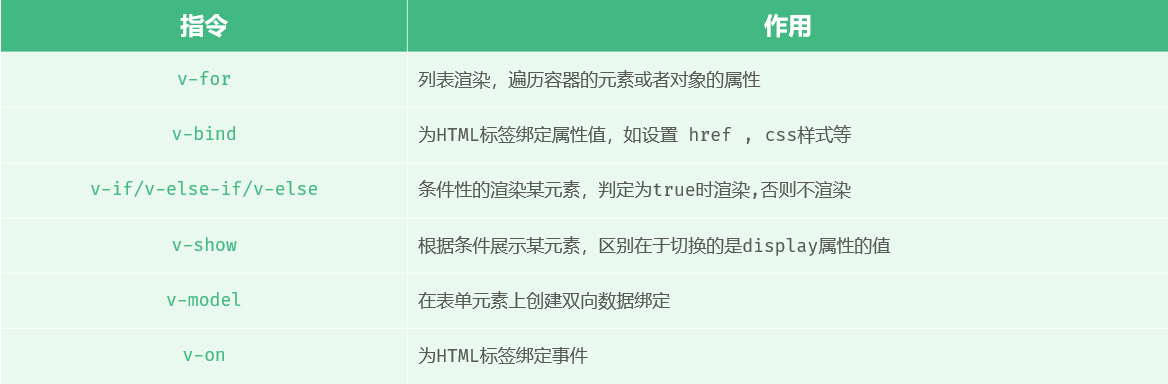 指令 作用
v-for 列表渲染，遍历容器的元素或者对象的属性
v-bind 为HTML标签绑定属性值，如设置 href , css样式等
v-if/v-else-if/v-else 条件性的渲染某元素，判定为true时渲染,否则不渲染
v-show 根据条件展示某元素，区别在于切换的是display属性的值
v-model 在表单元素上创建双向数据绑定
v-on 为HTML标签绑定事件